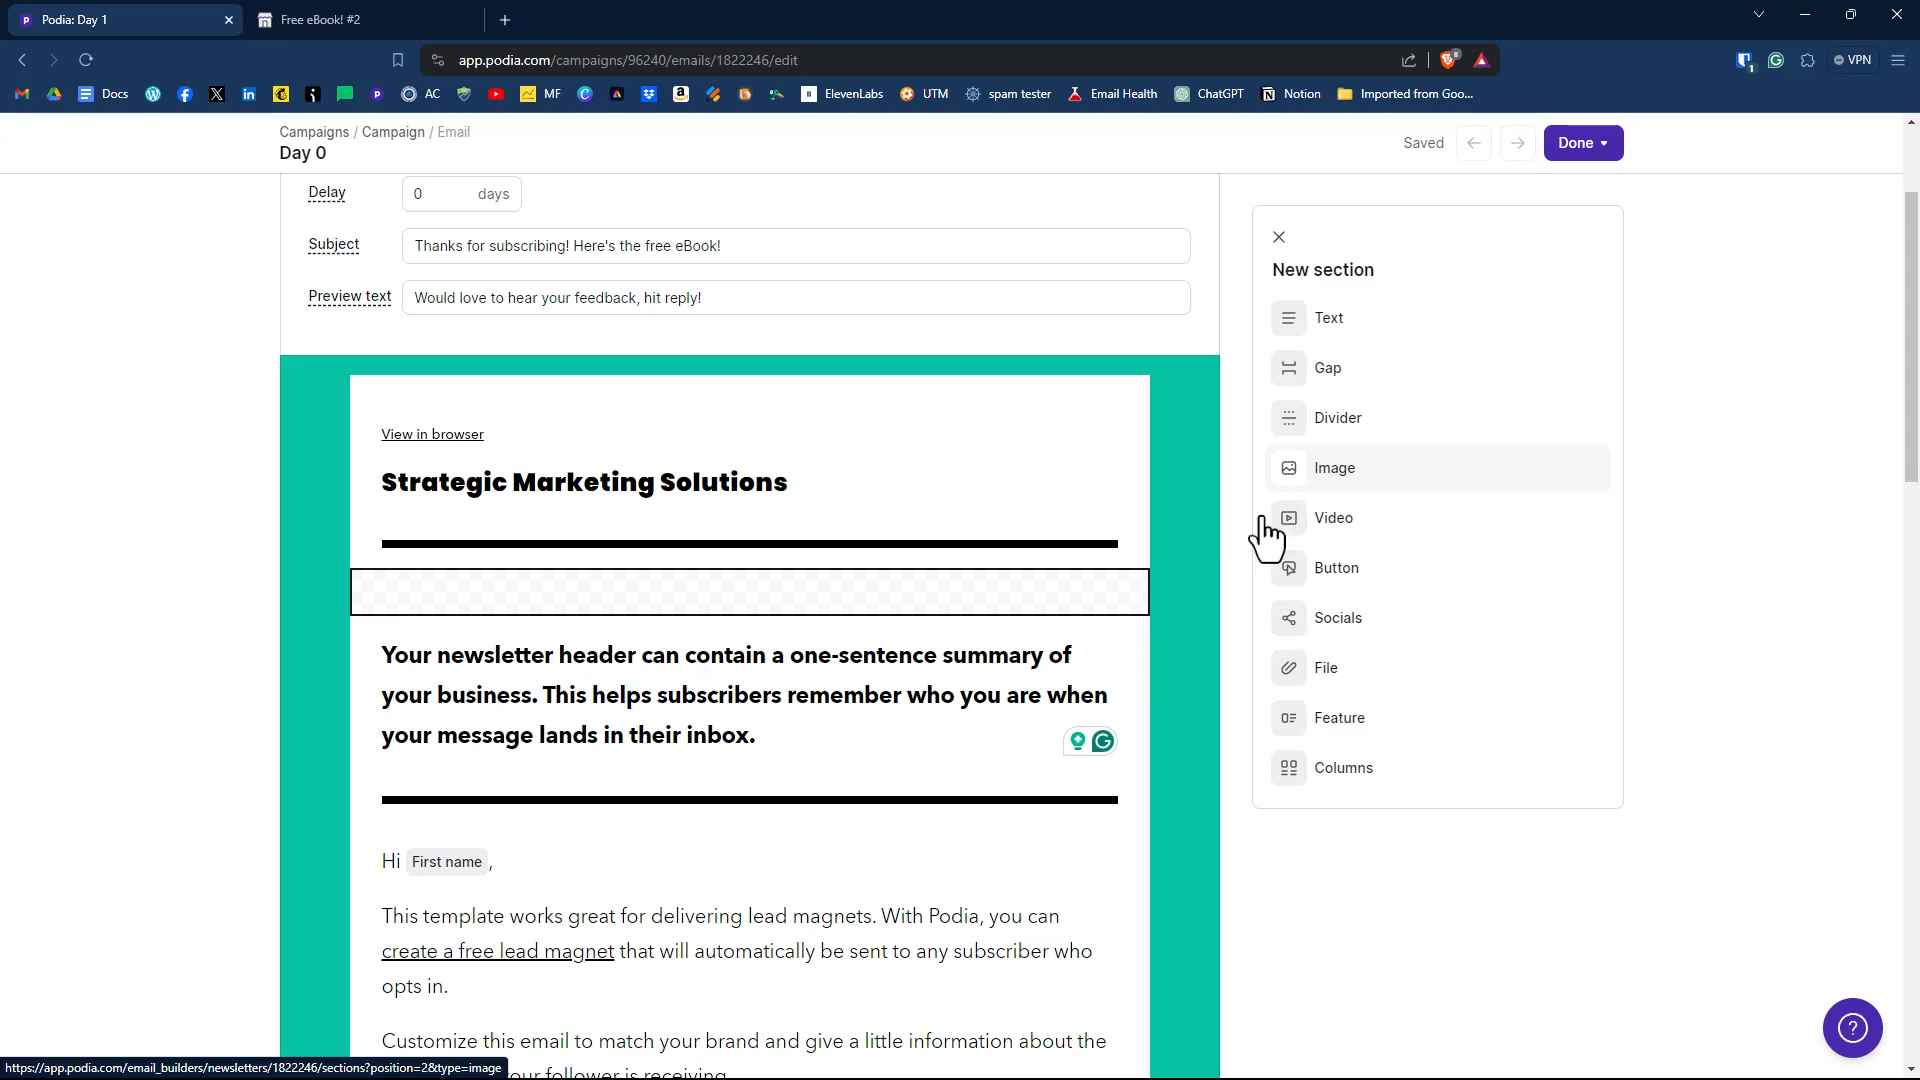 Podia: Day 1
Free eBook! #2
app.podia.com/campaigns/96240/emails/1822246/edit
8
1
VPN
Docs
AC
MF
ElevenLabs
UTM
spam tester
Email Health
ChatGPT
Notion
Imported from Goo...
Campaigns / Campaign / Email
Day 0
Saved
Done
Delay
0 days
Subject
Thanks for subscribing! Here's the free eBook!
Preview text
Would love to hear your feedback, hit reply!
New section
Text
Gap
Divider
Image
Video
Button
Socials
File
Feature
Columns
View in browser
Strategic Marketing Solutions
Your newsletter header can contain a one-sentence summary of
your business. This helps subscribers remember who you are when
your message lands in their inbox.
Hi First name ,
This template works great for delivering lead magnets. With Podia, you can
create a free lead magnet that will automatically be sent to any subscriber who
opts in.
Customize this email to match your brand and give a little information about the
your follower is receiving
https://app.podia.com/email_builders/newsletters/1822246/sections?position=2&type=image